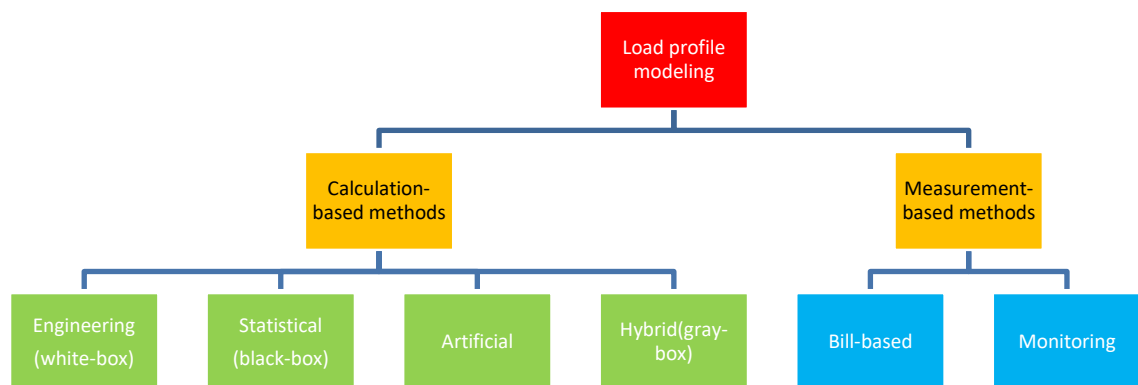 Load profile
modeling
Calculation-
based methods
Measurement-
based methods
Engineering
(white-box)
Statistical
(black-box)
Artificial
Hybrid(gray-
box)
Bill-based
Monitoring